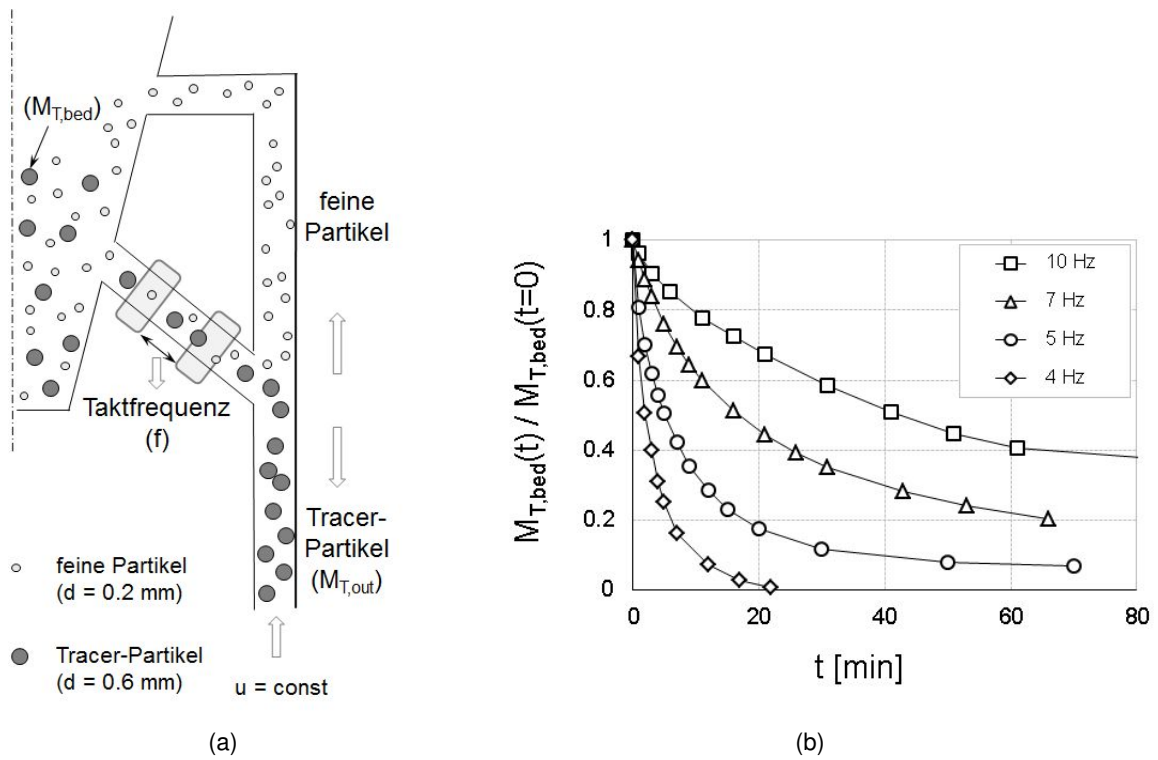 (M_T,bed)
feine
Partikel
Taktfrequenz
(f)
Tracer-
Partikel
(M_T,out)
feine Partikel
(d = 0.2 mm)
Tracer-Partikel
(d = 0.6 mm)
u = const
(a)
M_T,bed(t) / M_T,bed(t=0)
1
0.8
0.6
0.4
0.2
0
0
20
40
60
80
t [min]
10 Hz
7 Hz
5 Hz
4 Hz
(b)